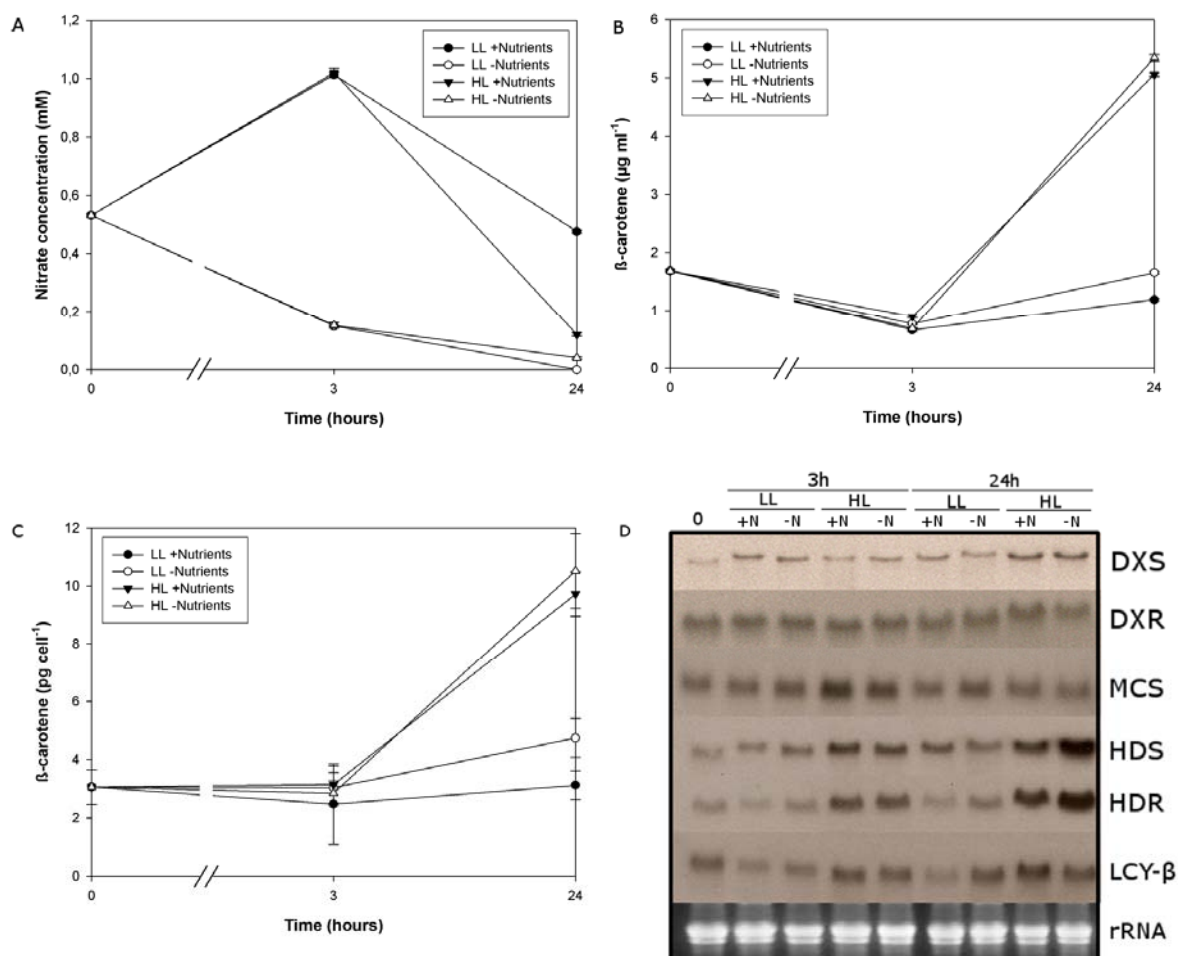 A
1,2
1,0
0,8
0,6
0,4
0,2
0,0
Nitrate concentration (mM)
LL +Nutrients
LL -Nutrients
HL +Nutrients
HL -Nutrients
0
3
24
Time (hours)
B
6
5
4
3
2
1
0
ß-carotene (µg ml⁻¹)
LL +Nutrients
LL -Nutrients
HL +Nutrients
HL -Nutrients
0
3
24
Time (hours)
C
12
10
8
6
4
2
0
ß-carotene (pg cell⁻¹)
LL +Nutrients
LL -Nutrients
HL +Nutrients
HL -Nutrients
0
3
24
Time (hours)
D
3h 24h
LL HL LL HL
0 +N -N +N -N +N -N +N -N
DXS
DXR
MCS
HDS
HDR
LCY-β
rRNA